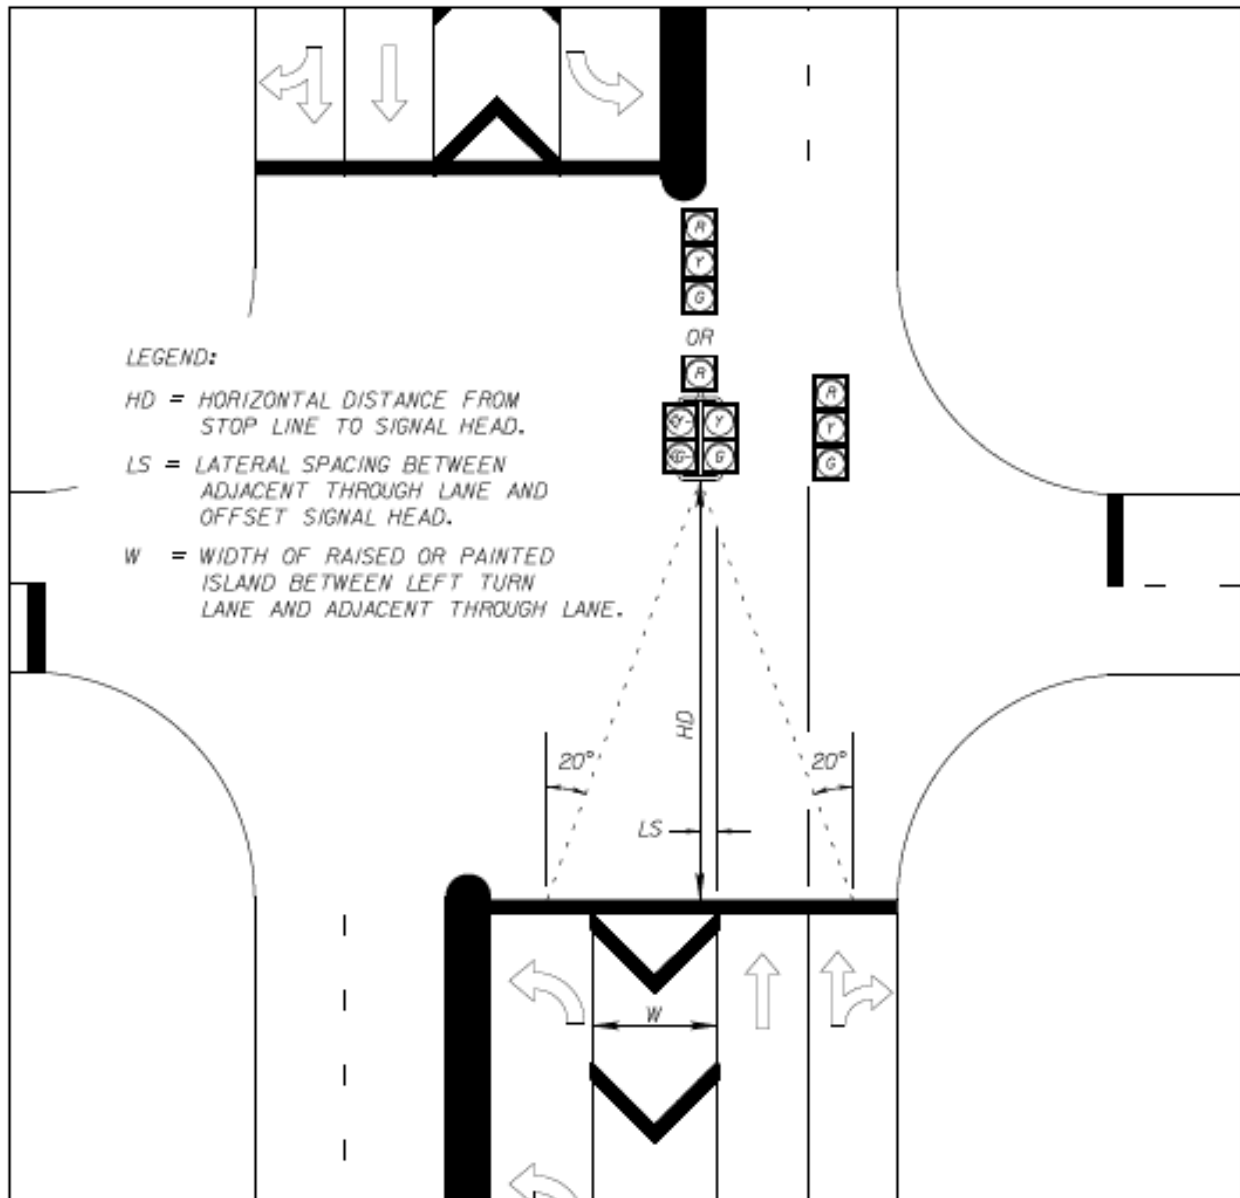 R
Y
G
OR
R
Y
G
R
Y
G
LEGEND:
HD = HORIZONTAL DISTANCE FROM
STOP LINE TO SIGNAL HEAD.
LS = LATERAL SPACING BETWEEN
ADJACENT THROUGH LANE AND
OFFSET SIGNAL HEAD.
W = WIDTH OF RAISED OR PAINTED
ISLAND BETWEEN LEFT TURN
LANE AND ADJACENT THROUGH LANE.
HD
20° 20°
LS
W